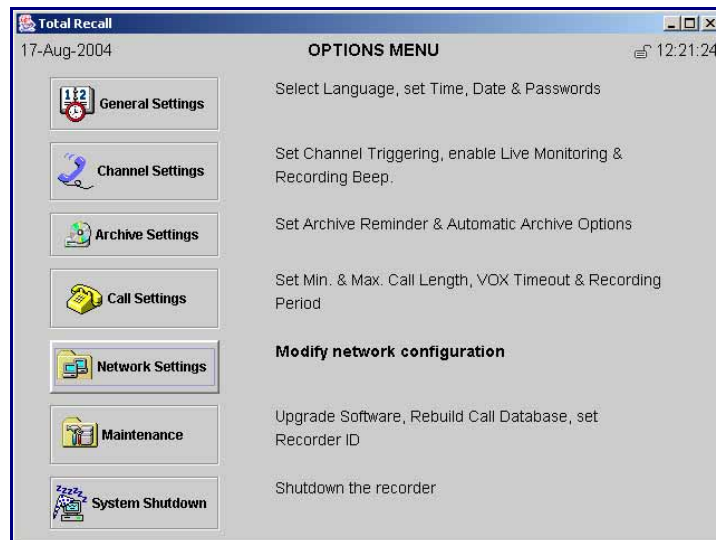 Total Recall
17-Aug-2004 OPTIONS MENU 12:21:24
General Settings Select Language, set Time, Date & Passwords
Channel Settings Set Channel Triggering, enable Live Monitoring &
Recording Beep.
Archive Settings Set Archive Reminder & Automatic Archive Options
Call Settings Set Min. & Max. Call Length, VOX Timeout & Recording
Period
Network Settings Modify network configuration
Maintenance Upgrade Software, Rebuild Call Database, set
Recorder ID
System Shutdown Shutdown the recorder